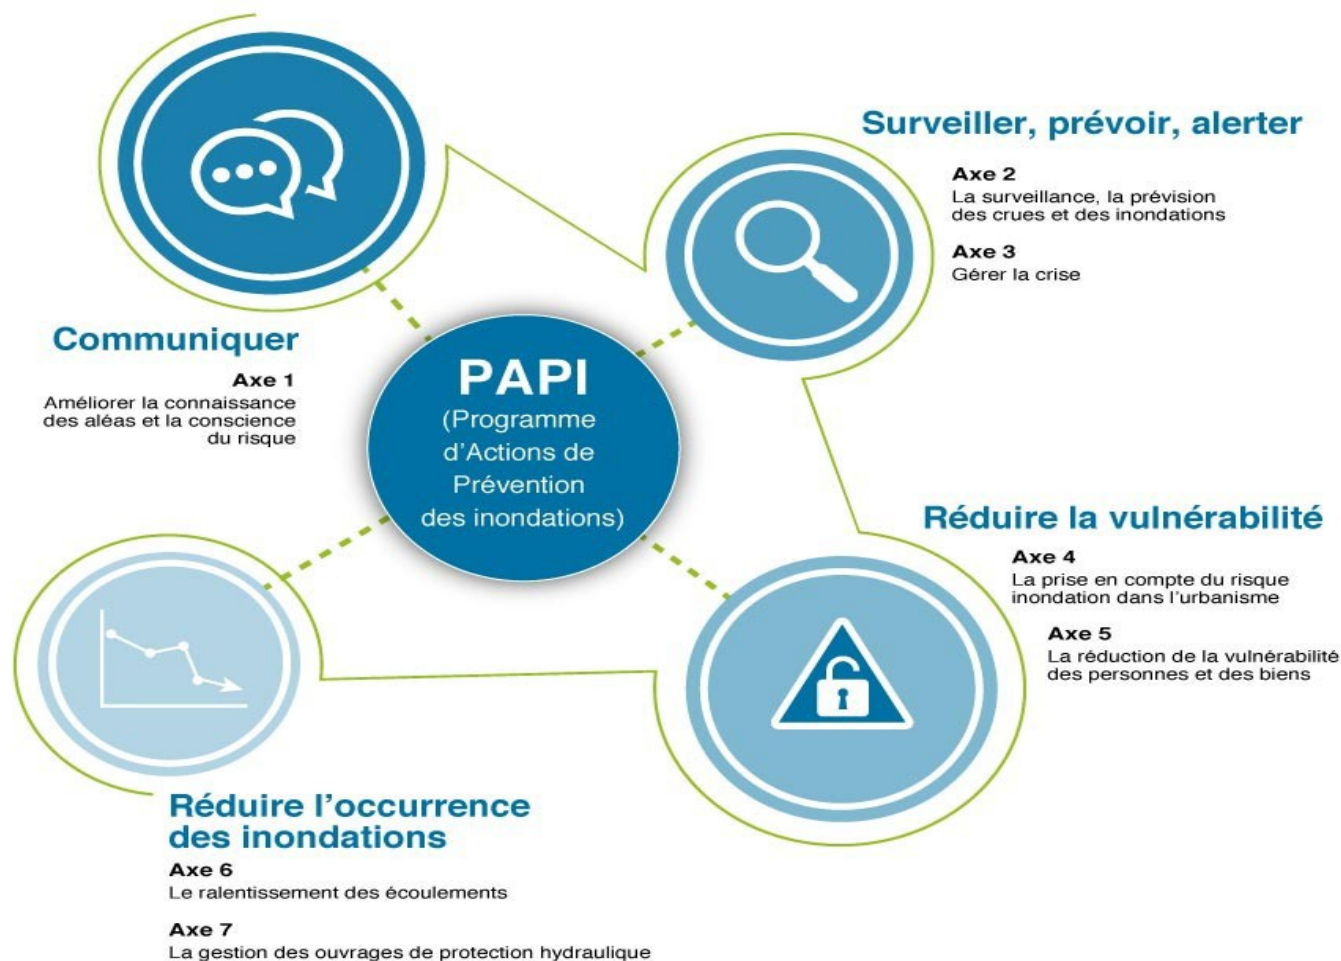 Communiquer
Axe 1
Améliorer la connaissance
des aléas et la conscience
du risque
PAPI
(Programme
d'Actions de
Prévention
des inondations)
Surveiller, prévoir, alerter
Axe 2
La surveillance, la prévision
des crues et des inondations
Axe 3
Gérer la crise
Réduire la vulnérabilité
Axe 4
La prise en compte du risque
inondation dans l'urbanisme
Axe 5
La réduction de la vulnérabilité
des personnes et des biens
Réduire l'occurrence
des inondations
Axe 6
Le ralentissement des écoulements
Axe 7
La gestion des ouvrages de protection hydraulique